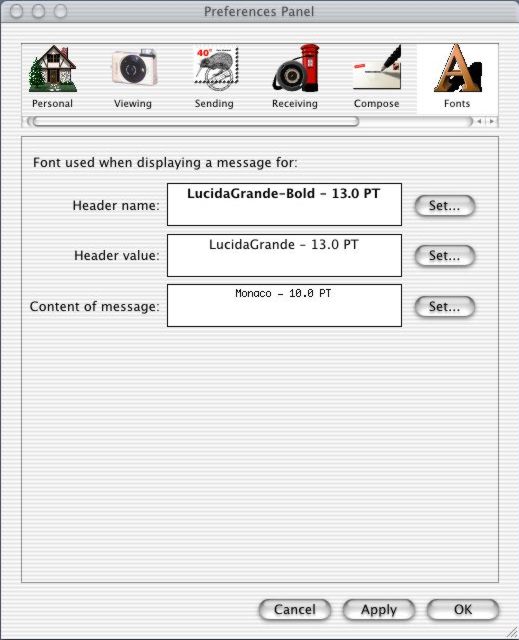 Preferences Panel
40c
Personal
Viewing
Sending
Receiving
Compose
Fonts
Font used when displaying a message for:
Header name:
LucidaGrande-Bold - 13.0 PT
Set...
Header value:
LucidaGrande - 13.0 PT
Set...
Content of message:
Monaco - 10.0 PT
Set...
Cancel
Apply
OK